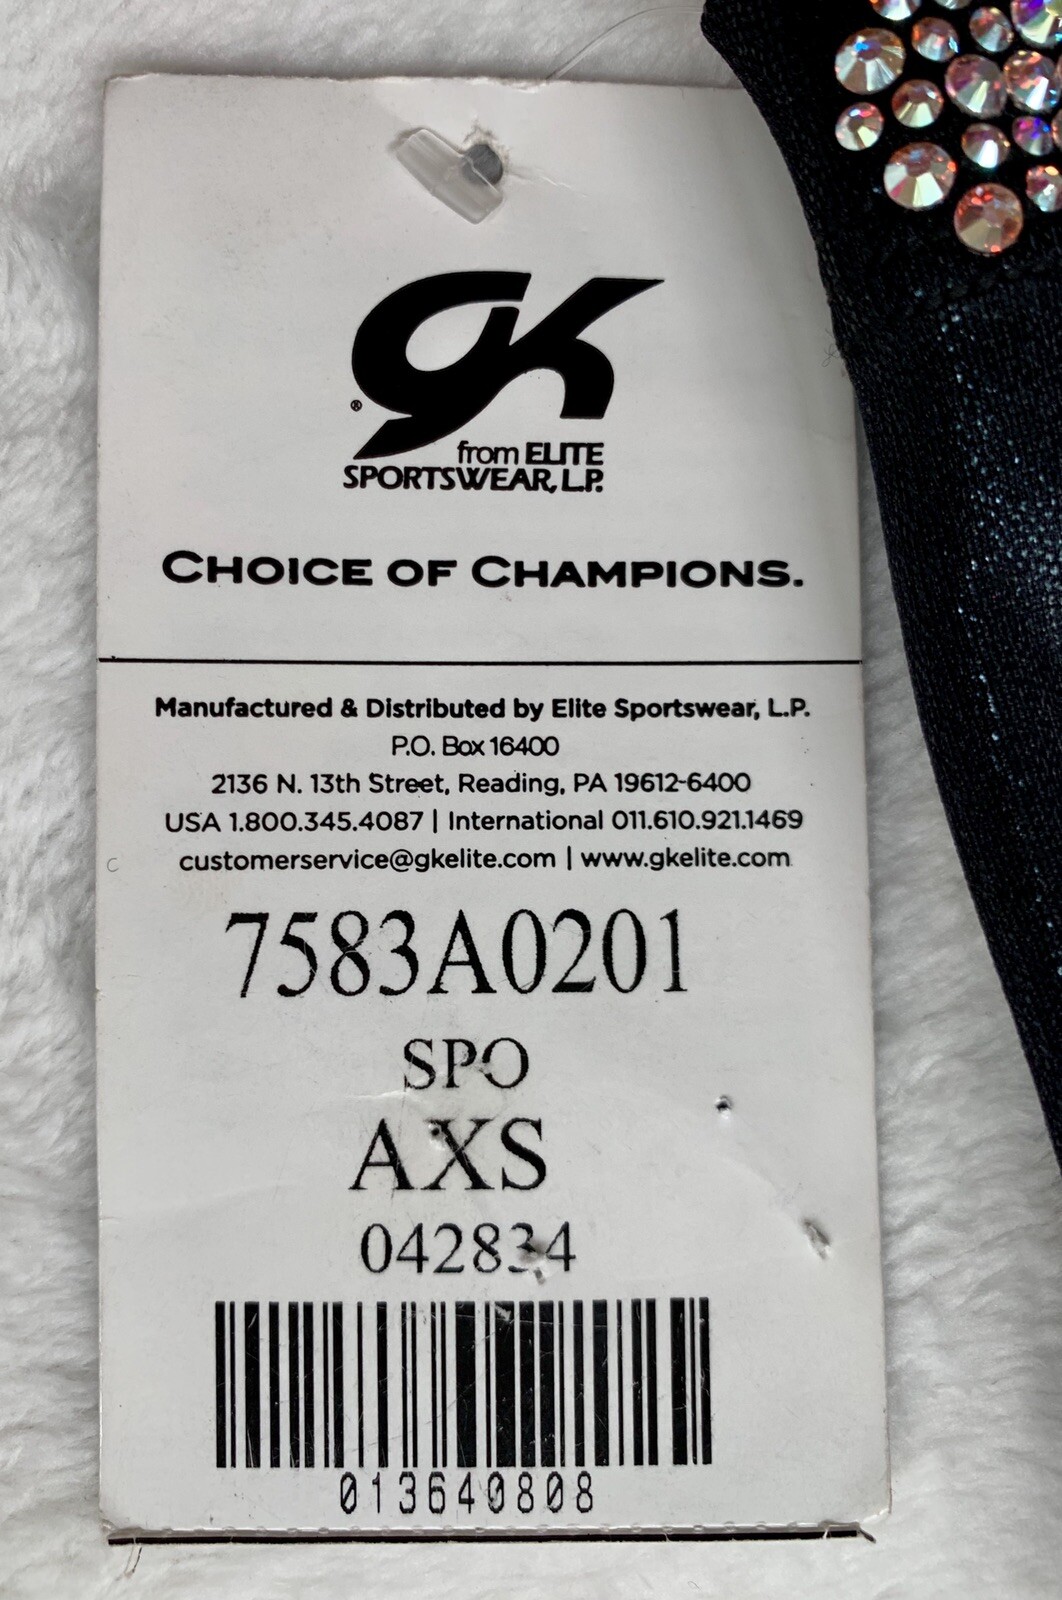 GK
®
from ELITE
SPORTSWEAR, L.P.
CHOICE OF CHAMPIONS.
Manufactured & Distributed by Elite Sportswear, L.P.
P.O. Box 16400
2136 N. 13th Street, Reading, PA 19612-6400
USA 1.800.345.4087 | International 011.610.921.1469
customerservice@gkelite.com | www.gkelite.com
7583A0201
SPO
AXS
042834
013640808